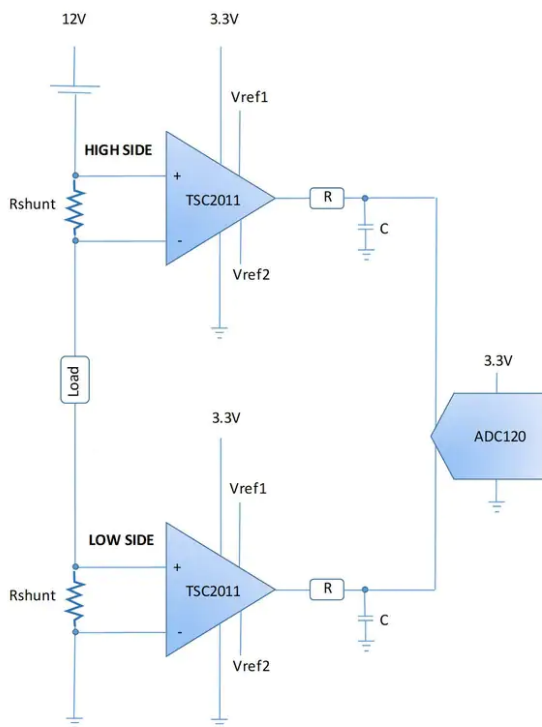 12V
3.3V
Vref1
HIGH SIDE
+
Rshunt
TSC2011
R
-
C
Vref2
Load
3.3V
ADC120
3.3V
Vref1
LOW SIDE
+
Rshunt
TSC2011
R
-
C
Vref2